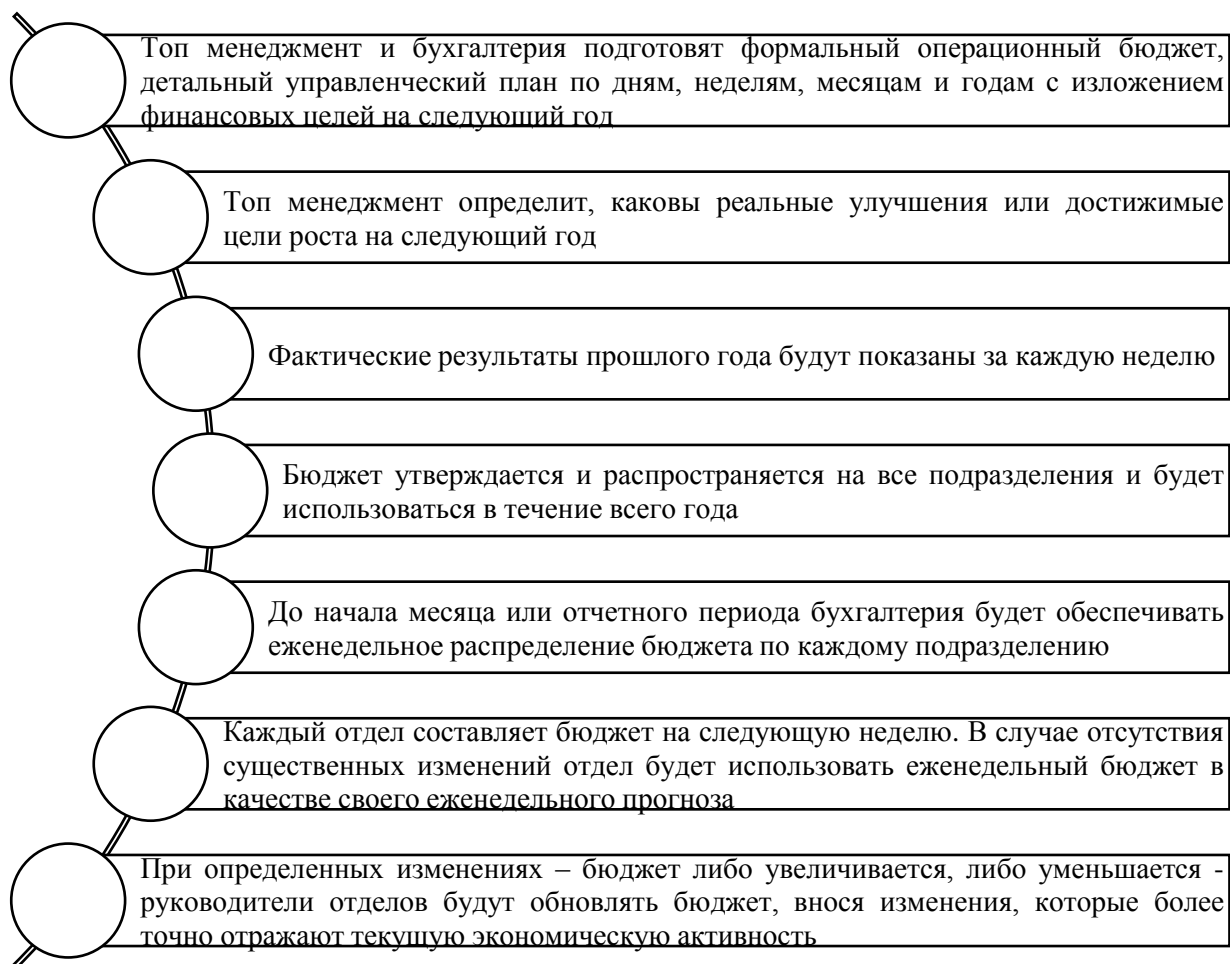 Топ менеджмент и бухгалтерия подготовят формальный операционный бюджет,
детальный управленческий план по дням, неделям, месяцам и годам с изложением
финансовых целей на следующий год
Топ менеджмент определит, каковы реальные улучшения или достижимые
цели роста на следующий год
Фактические результаты прошлого года будут показаны за каждую неделю
Бюджет утверждается и распространяется на все подразделения и будет
использоваться в течение всего года
До начала месяца или отчетного периода бухгалтерия будет обеспечивать
еженедельное распределение бюджета по каждому подразделению
Каждый отдел составляет бюджет на следующую неделю. В случае отсутствия
существенных изменений отдел будет использовать еженедельный бюджет в
качестве своего еженедельного прогноза
При определенных изменениях – бюджет либо увеличивается, либо уменьшается -
руководители отделов будут обновлять бюджет, внося изменения, которые более
точно отражают текущую экономическую активность